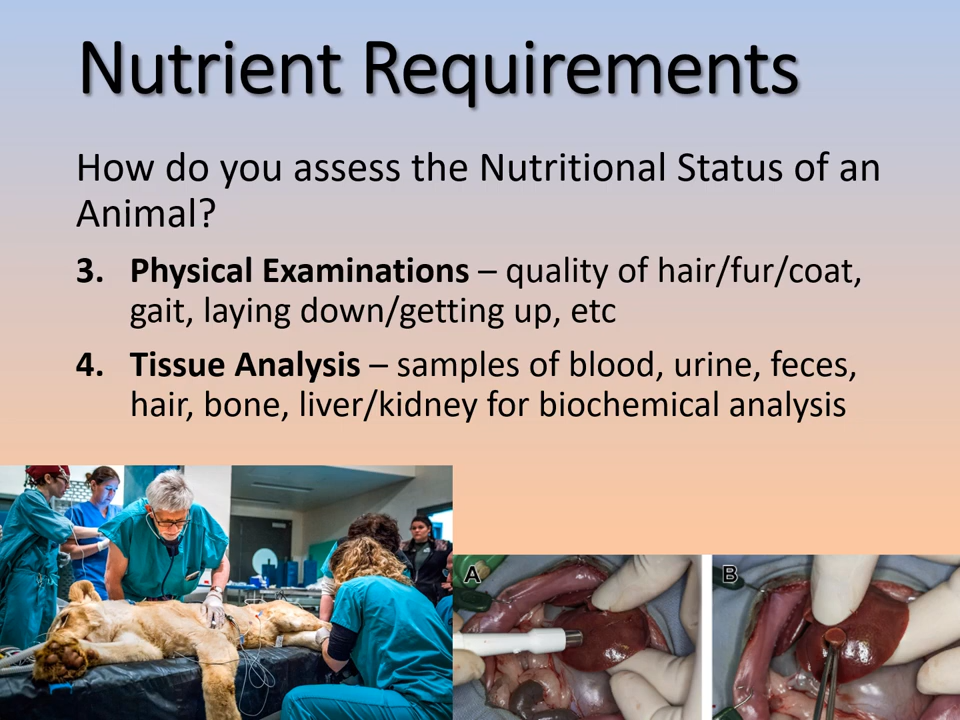 Nutrient Requirements
How do you assess the Nutritional Status of an
Animal?
3. Physical Examinations – quality of hair/fur/coat,
gait, laying down/getting up, etc
4. Tissue Analysis – samples of blood, urine, feces,
hair, bone, liver/kidney for biochemical analysis
A
B